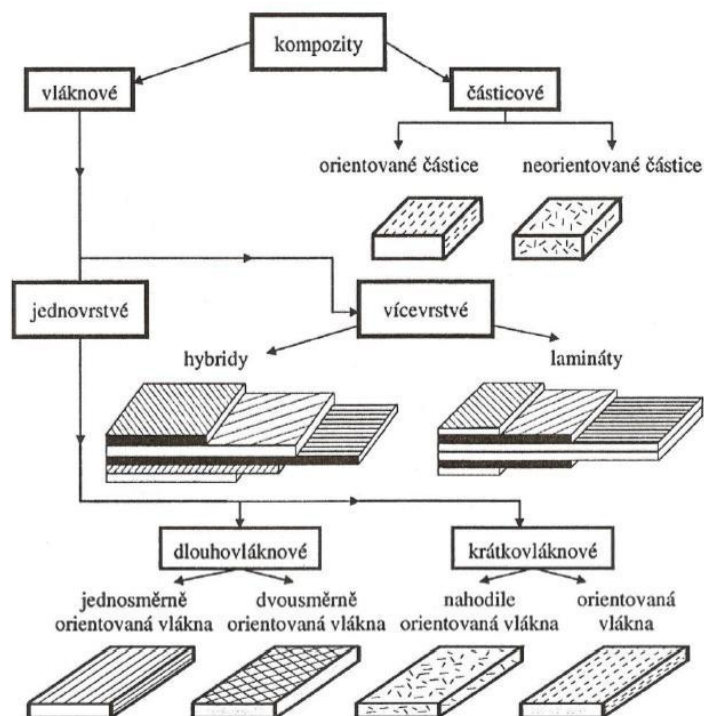 kompozity
vláknové
částicové
orientované částice
neorientované částice
jednovrstvé
vícevrstvé
hybridy
lamináty
dlouhovláknové
krátkovláknové
jednosměrně
orientovaná vlákna
dvousměrně
orientovaná vlákna
nahodile
orientovaná vlákna
orientovaná
vlákna